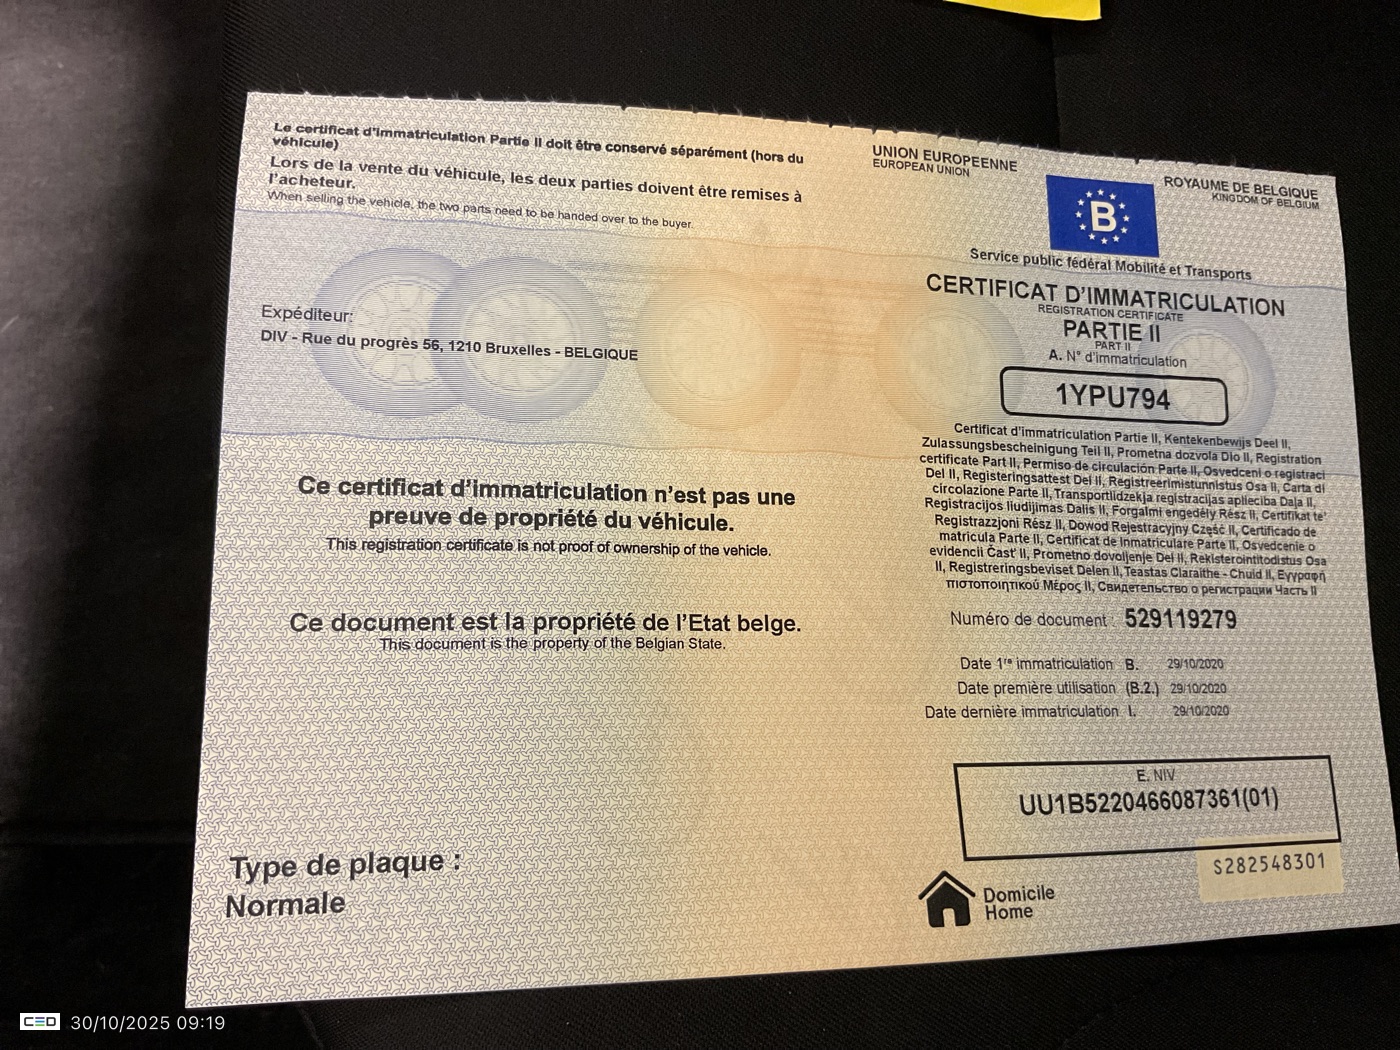 Le certificat d'immatriculation Partie II doit être conservé séparément (hors du
véhicule)
Lors de la vente du véhicule, les deux parties doivent être remises à
l'acheteur.
When selling the vehicle, the two parts need to be handed over to the buyer.
Expéditeur:
DIV - Rue du progrès 56, 1210 Bruxelles - BELGIQUE
Ce certificat d'immatriculation n'est pas une
preuve de propriété du véhicule.
This registration certificate is not proof of ownership of the vehicle.
Ce document est la propriété de l'Etat belge.
This document is the property of the Belgian State.
Type de plaque :
Normale
UNION EUROPEENNE
EUROPEAN UNION
B
ROYAUME DE BELGIQUE
KINGDOM OF BELGIUM
Service public fédéral Mobilité et Transports
CERTIFICAT D'IMMATRICULATION
REGISTRATION CERTIFICATE
PARTIE II
PART II
A. N° d'immatriculation
1YPU794
Certificat d'immatriculation Partie II, Kentekenbewijs Deel II,
Zulassungsbescheinigung Teil II, Prometna dozvola Dio II, Registration
certificate Part II, Permiso de circulación Parte II, Osvedceni o registraci
Del II, Registeringsattest Del II, Registreerimistunnistus Osa II, Carta di
circolazione Parte II, Transportlidzekja registracijas aplieciba Daļa II,
Registracijos liudijimas Dalis II, Forgalmi engedély Rész II, Certifikat te'
Registrazzjoni Rész II, Dowod Rejestracyjny Część II, Certificado de
matricula Parte II, Certificat de Inmatriculare Parte II, Osvedcenie o
evidencii Čast' II, Prometno dovoljenje Del II, Rekisterointitodistus Osa
II, Registreringsbeviset Delen II, Teastas Claraithe - Chuid II, Εγγραφή
πιστοποιητικού Μέρος II, Свидетельство о регистрации Часть II
Numéro de document : 529119279
Date 1re immatriculation B. 29/10/2020
Date première utilisation (B.2.) 29/10/2020
Date dernière immatriculation I. 29/10/2020
E. NIV
UU1B5220466087361(01)
S282548301
Domicile
Home
CED 30/10/2025 09:19